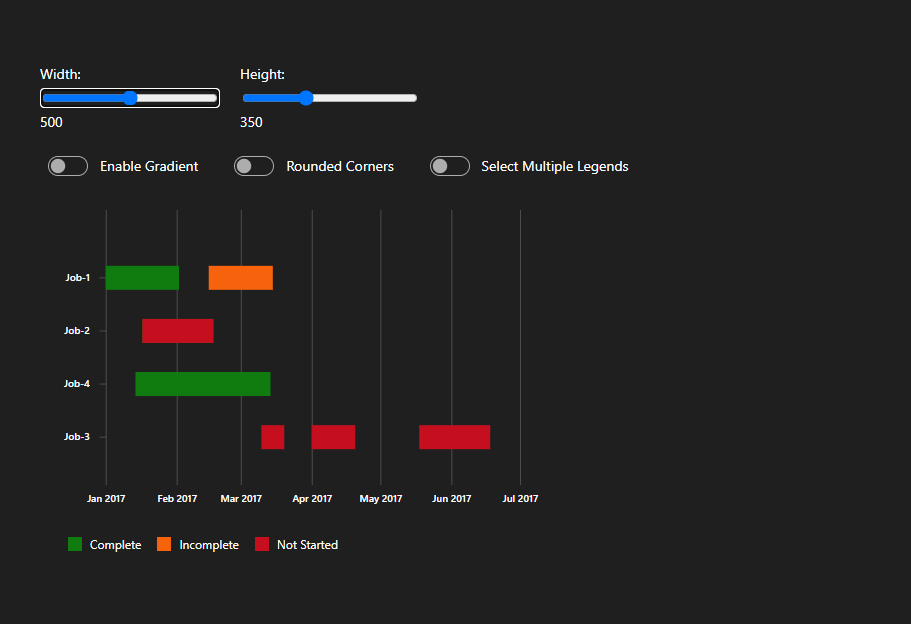 Width:
Height:
500
350
Enable Gradient
Rounded Corners
Select Multiple Legends
Job-1
Job-2
Job-4
Job-3
Jan 2017 Feb 2017 Mar 2017 Apr 2017 May 2017 Jun 2017 Jul 2017
Complete Incomplete Not Started